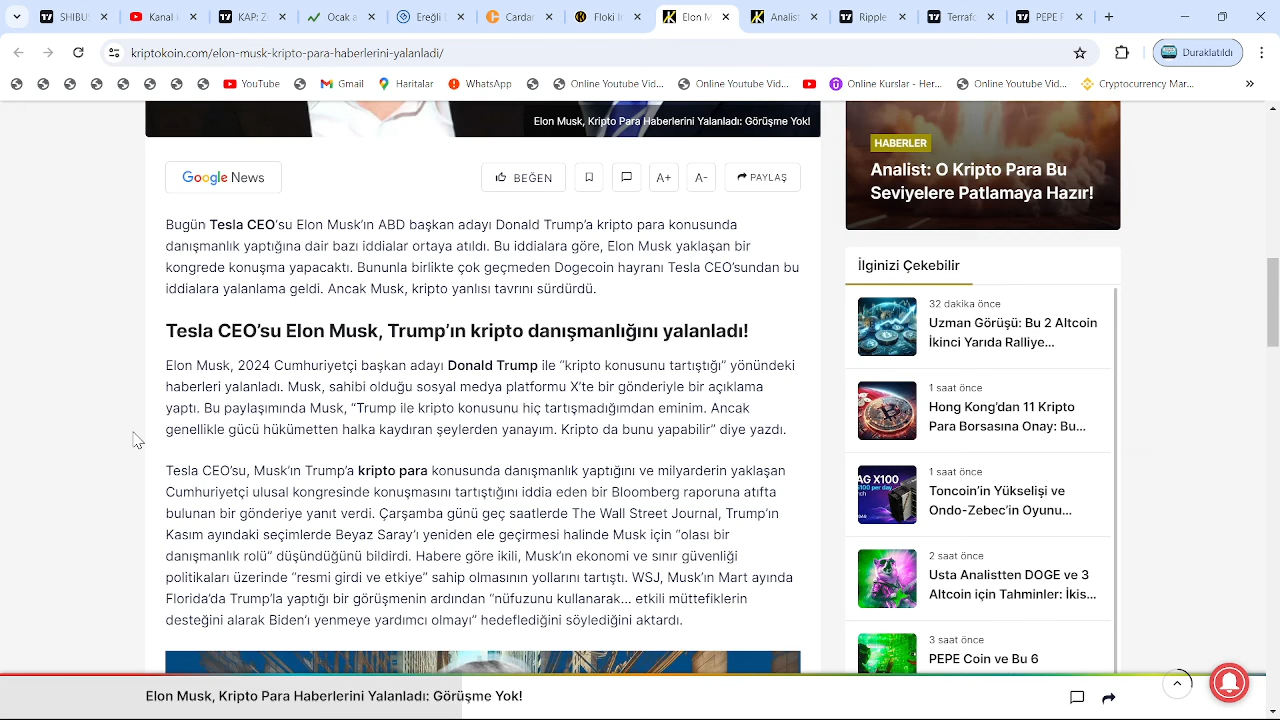 SHIBUS
Kanal i
KAP: Z
Ocak a
Ereğli D
Cardar
Floki İr
Elon M
Analist
Ripple
Terrafo
PEPE F
kriptokoin.com/elon-musk-kripto-para-haberlerini-yalanladi/
Duraklatıldı
YouTube
Gmail
Haritalar
WhatsApp
Online Youtube Vid...
Online Youtube Vid...
Online Kurslar - Her...
Online Youtube Vid...
Cryptocurrency Mar...
Elon Musk, Kripto Para Haberlerini Yalanladı: Görüşme Yok!
Google News
BEĞEN
A+
A-
PAYLAŞ
Bugün Tesla CEO'su Elon Musk'ın ABD başkan adayı Donald Trump'a kripto para konusunda
danışmanlık yaptığına dair bazı iddialar ortaya atıldı. Bu iddialara göre, Elon Musk yaklaşan bir
kongrede konuşma yapacaktı. Bununla birlikte çok geçmeden Dogecoin hayranı Tesla CEO'sundan bu
iddialara yalanlama geldi. Ancak Musk, kripto yanlısı tavrını sürdürdü.
Tesla CEO'su Elon Musk, Trump'ın kripto danışmanlığını yalanladı!
Elon Musk, 2024 Cumhuriyetçi başkan adayı Donald Trump ile “kripto konusunu tartıştığı” yönündeki
haberleri yalanladı. Musk, sahibi olduğu sosyal medya platformu X'te bir gönderiyle bir açıklama
yaptı. Bu paylaşımında Musk, “Trump ile kripto konusunu hiç tartışmadığımdan eminim. Ancak
genellikle gücü hükümetten halka kaydıran şeylerden yanayım. Kripto da bunu yapabilir” diye yazdı.
Tesla CEO'su, Musk'ın Trump'a kripto para konusunda danışmanlık yaptığını ve milyarderin yaklaşan
Cumhuriyetçi ulusal kongresinde konuşmasını tartıştığını iddia eden bir Bloomberg raporuna atıfta
bulunan bir gönderiye yanıt verdi. Çarşamba günü geç saatlerde The Wall Street Journal, Trump'ın
Kasım ayındaki seçimlerde Beyaz Saray'ı yeniden ele geçirmesi halinde Musk için “olası bir
danışmanlık rolü” düşündüğünü bildirdi. Habere göre ikili, Musk'ın ekonomi ve sınır güvenliği
politikaları üzerinde “resmi girdi ve etkiye” sahip olmasının yollarını tartıştı. WSJ, Musk'ın Mart ayında
Florida'da Trump'la yaptığı bir görüşmenin ardından “nüfuzunu kullanarak... etkili müttefiklerin
desteğini alarak Biden'ı yenmeye yardımcı olmayı” hedeflediğini söylediğini aktardı.
HABERLER
Analist: O Kripto Para Bu
Seviyelere Patlamaya Hazır!
İlginizi Çekebilir
32 dakika önce
Uzman Görüşü: Bu 2 Altcoin
İkinci Yarıda Ralliye...
1 saat önce
Hong Kong'dan 11 Kripto
Para Borsasına Onay: Bu...
AG X100
$100 per day
1 saat önce
Toncoin'in Yükselişi ve
Ondo-Zebec'in Oyunu...
2 saat önce
Usta Analistten DOGE ve 3
Altcoin için Tahminler: İkis...
3 saat önce
PEPE Coin ve Bu 6
Elon Musk, Kripto Para Haberlerini Yalanladı: Görüşme Yok!